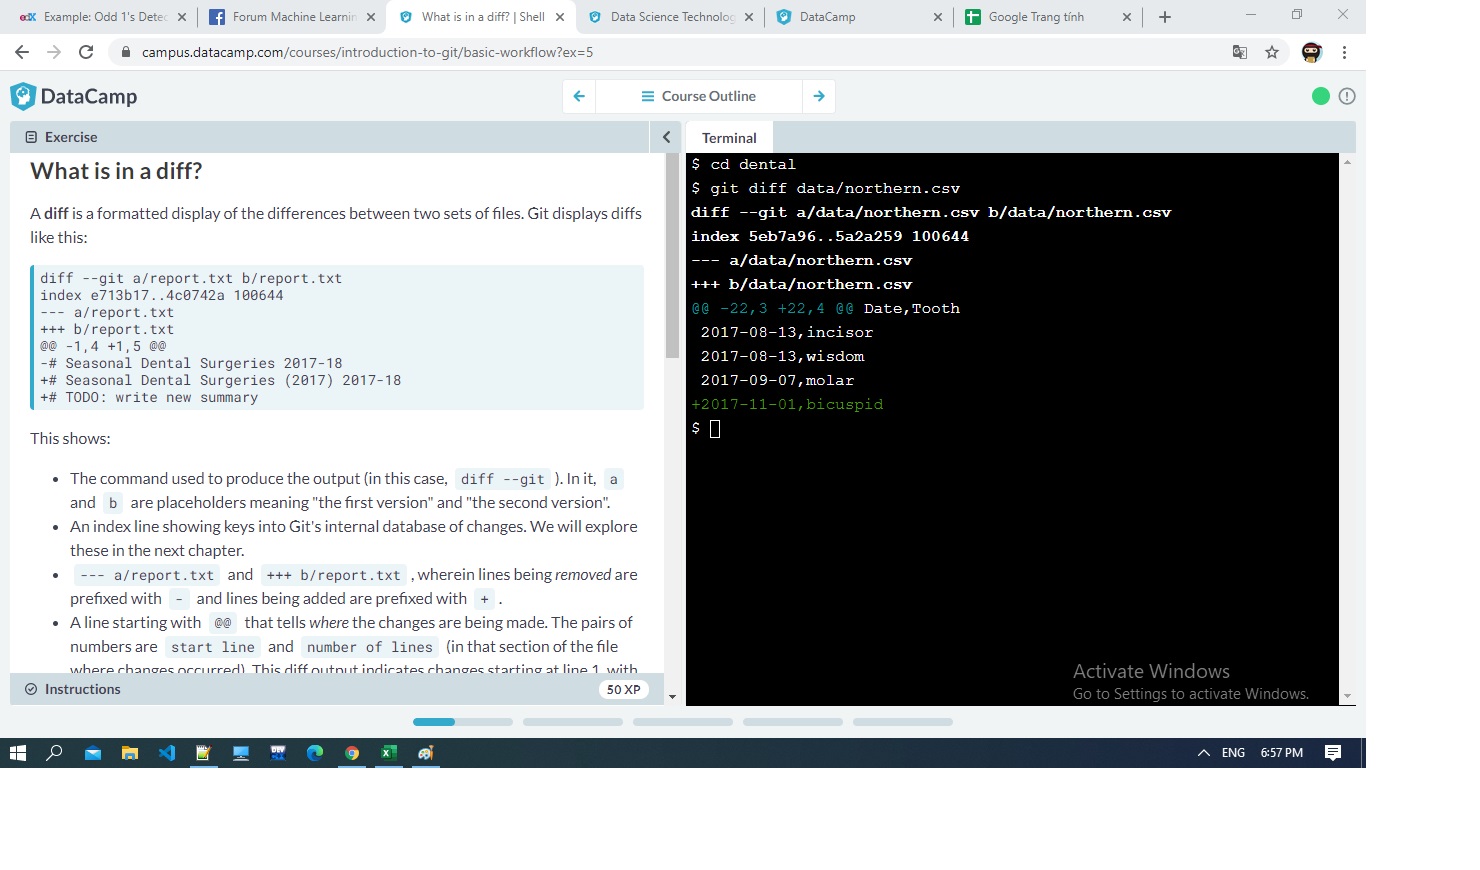 edX Example: Odd 1's Detec
Forum Machine Learnin
What is in a diff? | Shell
Data Science Technolog
DataCamp
Google Trang tính
campus.datacamp.com/courses/introduction-to-git/basic-workflow?ex=5
DataCamp
Course Outline
Exercise
What is in a diff?
A diff is a formatted display of the differences between two sets of files. Git displays diffs
like this:
diff --git a/report.txt b/report.txt
index e713b17..4c0742a 100644
--- a/report.txt
+++ b/report.txt
@@ -1,4 +1,5 @@
-# Seasonal Dental Surgeries 2017-18
+# Seasonal Dental Surgeries (2017) 2017-18
+# TODO: write new summary
This shows:
• The command used to produce the output (in this case, diff --git ). In it, a
and b are placeholders meaning "the first version" and "the second version".
• An index line showing keys into Git's internal database of changes. We will explore
these in the next chapter.
• --- a/report.txt and +++ b/report.txt , wherein lines being removed are
prefixed with - and lines being added are prefixed with + .
• A line starting with @@ that tells where the changes are being made. The pairs of
numbers are start line and number of lines (in that section of the file
where changes occurred). This diff output indicates changes starting at line 1, with
Instructions
50 XP
Terminal
$ cd dental
$ git diff data/northern.csv
diff --git a/data/northern.csv b/data/northern.csv
index 5eb7a96..5a2a259 100644
--- a/data/northern.csv
+++ b/data/northern.csv
@@ -22,3 +22,4 @@ Date,Tooth
2017-08-13,incisor
2017-08-13,wisdom
2017-09-07,molar
+2017-11-01,bicuspid
$
Activate Windows
Go to Settings to activate Windows.
DEV
ENG
6:57 PM